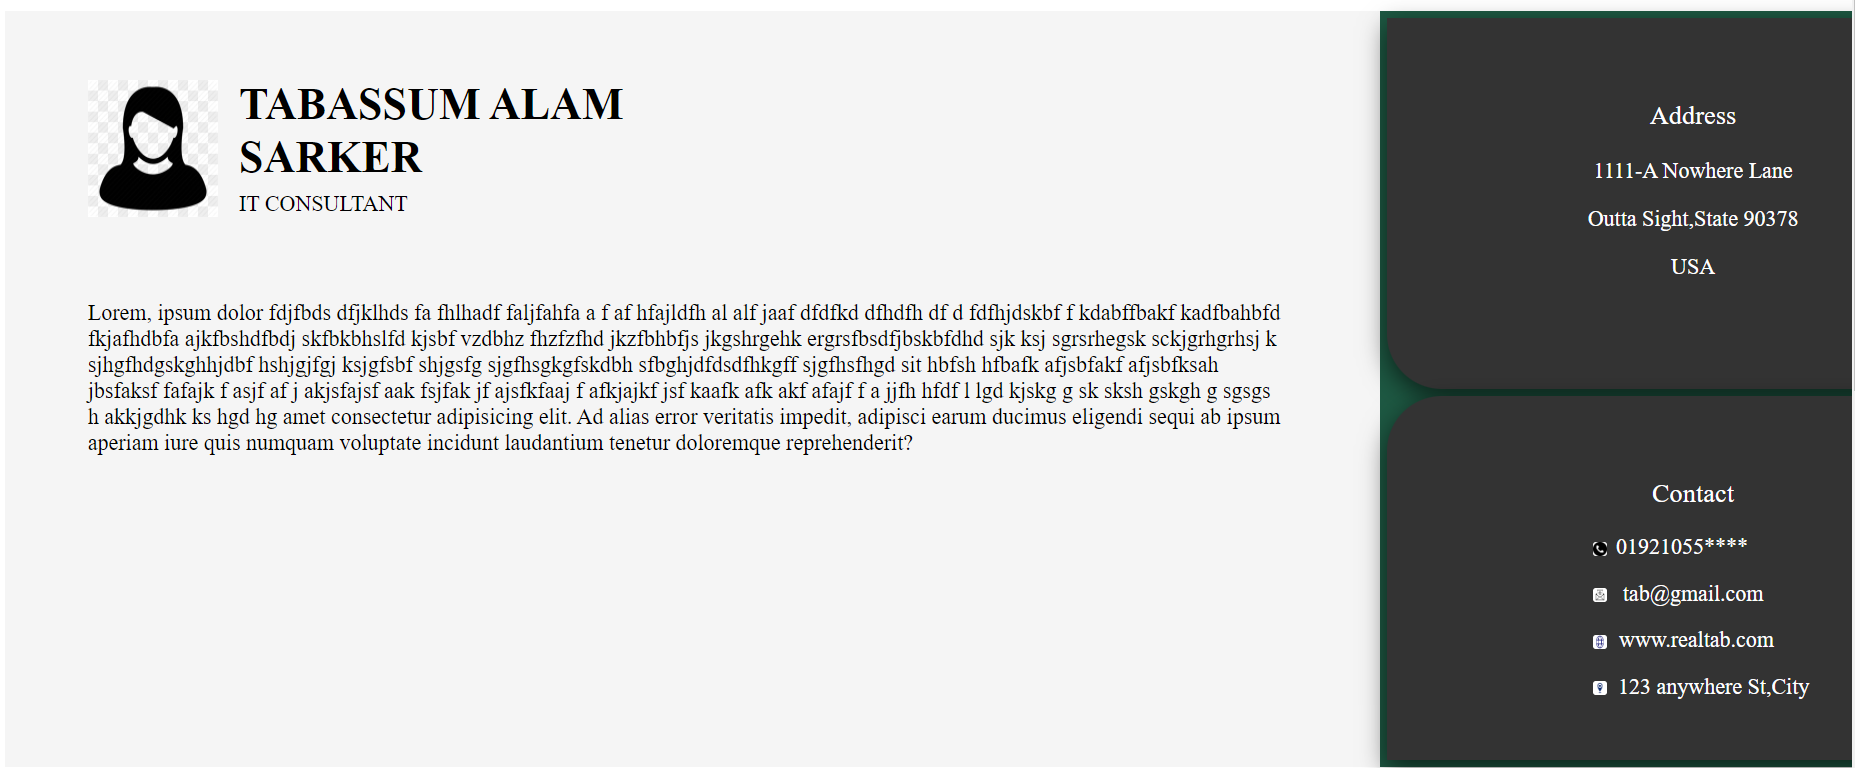 TABASSUM ALAM
SARKER
IT CONSULTANT
Lorem, ipsum dolor fdjfbds dfjklhds fa fhlhadf faljfahfa a f af hfajldfh al alf jaaf dfdfkd dfhdfh df d fdfhjdskbf f kdabffbakf kadfbahbfd
fkjafhdbfa ajkfbshdfbdj skfbkbhslfd kjsbf vzdbhz fhzfzfhd jkzfbhbfjs jkgshrgehk ergrsfbsdfjbskbfdhd sjk ksj sgrsrhegsk sckjgrhgrhsj k
sjhgfhdgskghhjdbf hshjgjfgj ksjgfsbf shjgsfg sjgfhsgkgfskdbh sfbghjdfdsdfhkgff sjgfhsfhgd sit hbfsh hfbafk afjsbfakf afjsbfksah
jbsfaksf fafajk f asjf af j akjsfajsf aak fsjfak jf ajsfkfaaj f afkjajkf jsf kaafk afk akf afajf f a jjfh hfdf l lgd kjskg g sk sksh gskgh g sgsgs
h akkjgdhk ks hgd hg amet consectetur adipisicing elit. Ad alias error veritatis impedit, adipisci earum ducimus eligendi sequi ab ipsum
aperiam iure quis numquam voluptate incidunt laudantium tenetur doloremque reprehenderit?
Address
1111-A Nowhere Lane
Outta Sight,State 90378
USA
Contact
01921055****
tab@gmail.com
www.realtab.com
123 anywhere St,City